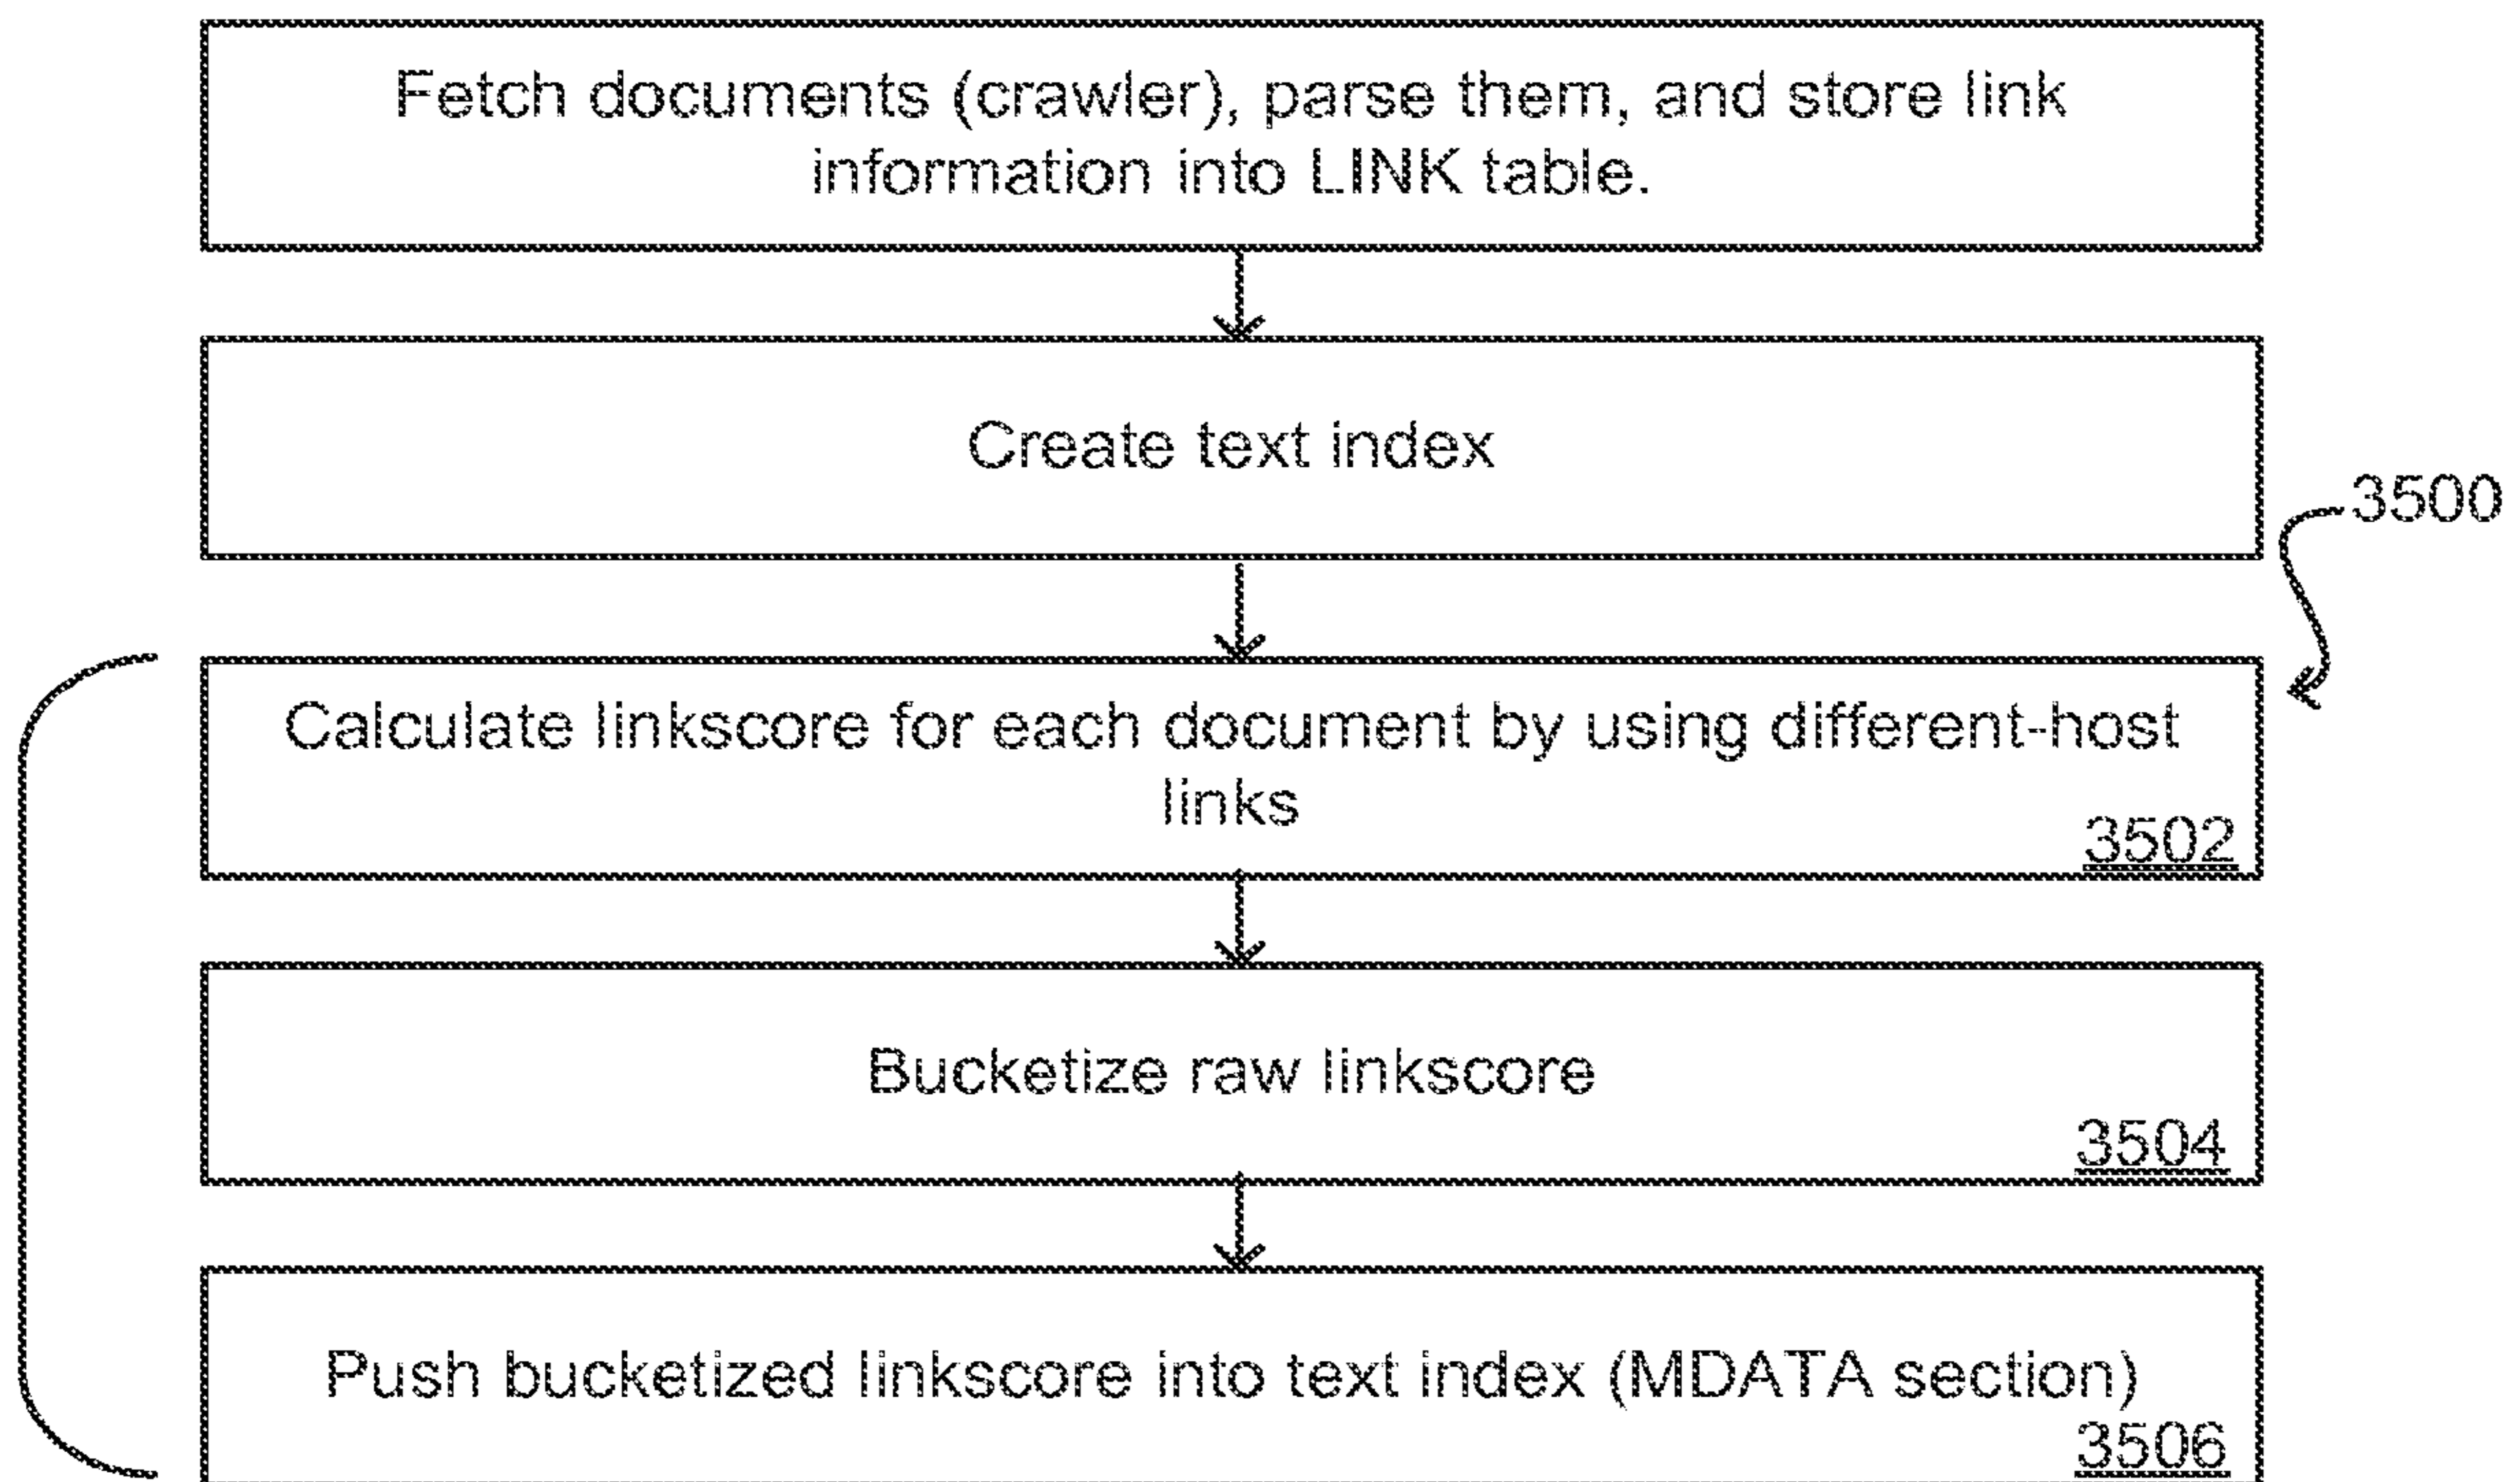 Fetch documents (crawler), parse them, and store link
information into LINK table.
Create text index
3500
Calculate linkscore for each document by using different-host
links
3502
Bucketize raw linkscore
3504
Push bucketized linkscore into text index (MDATA section)
3506